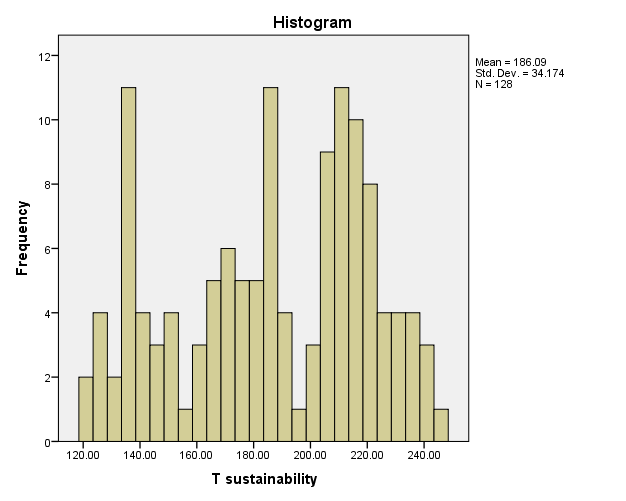 Histogram
Mean = 186.09
Std. Dev. = 34.174
N = 128
12
10
8
6
4
2
0
Frequency
120.00 140.00 160.00 180.00 200.00 220.00 240.00
T sustainability